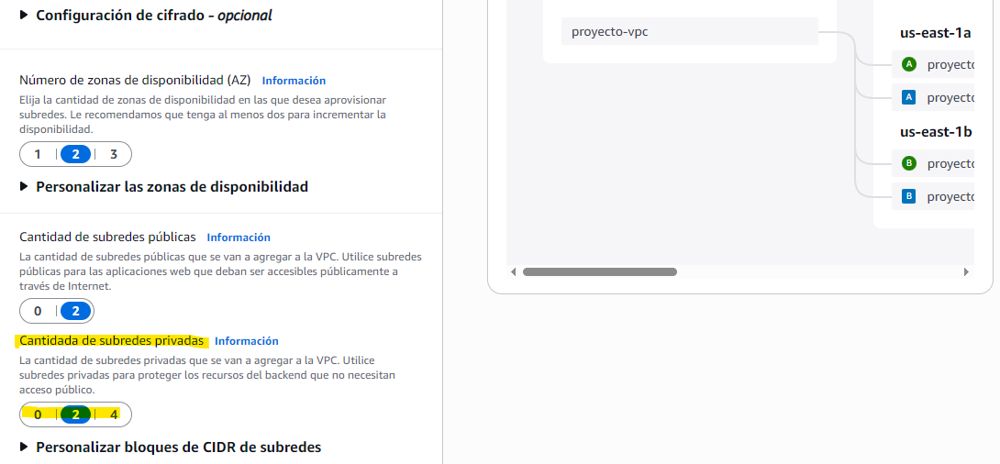 Configuración de cifrado - opcional
Número de zonas de disponibilidad (AZ) Información
Elija la cantidad de zonas de disponibilidad en las que desea aprovisionar
subredes. Le recomendamos que tenga al menos dos para incrementar la
disponibilidad.
1 2 3
Personalizar las zonas de disponibilidad
Cantidad de subredes públicas Información
La cantidad de subredes públicas que se van a agregar a la VPC. Utilice subredes
públicas para las aplicaciones web que deban ser accesibles públicamente a
través de Internet.
0 2
Cantidada de subredes privadas Información
La cantidad de subredes privadas que se van a agregar a la VPC. Utilice
subredes privadas para proteger los recursos del backend que no necesitan
acceso público.
0 2 4
Personalizar bloques de CIDR de subredes
proyecto-vpc
us-east-1a
A proyecto
A proyecto
us-east-1b
B proyecto
B proyecto